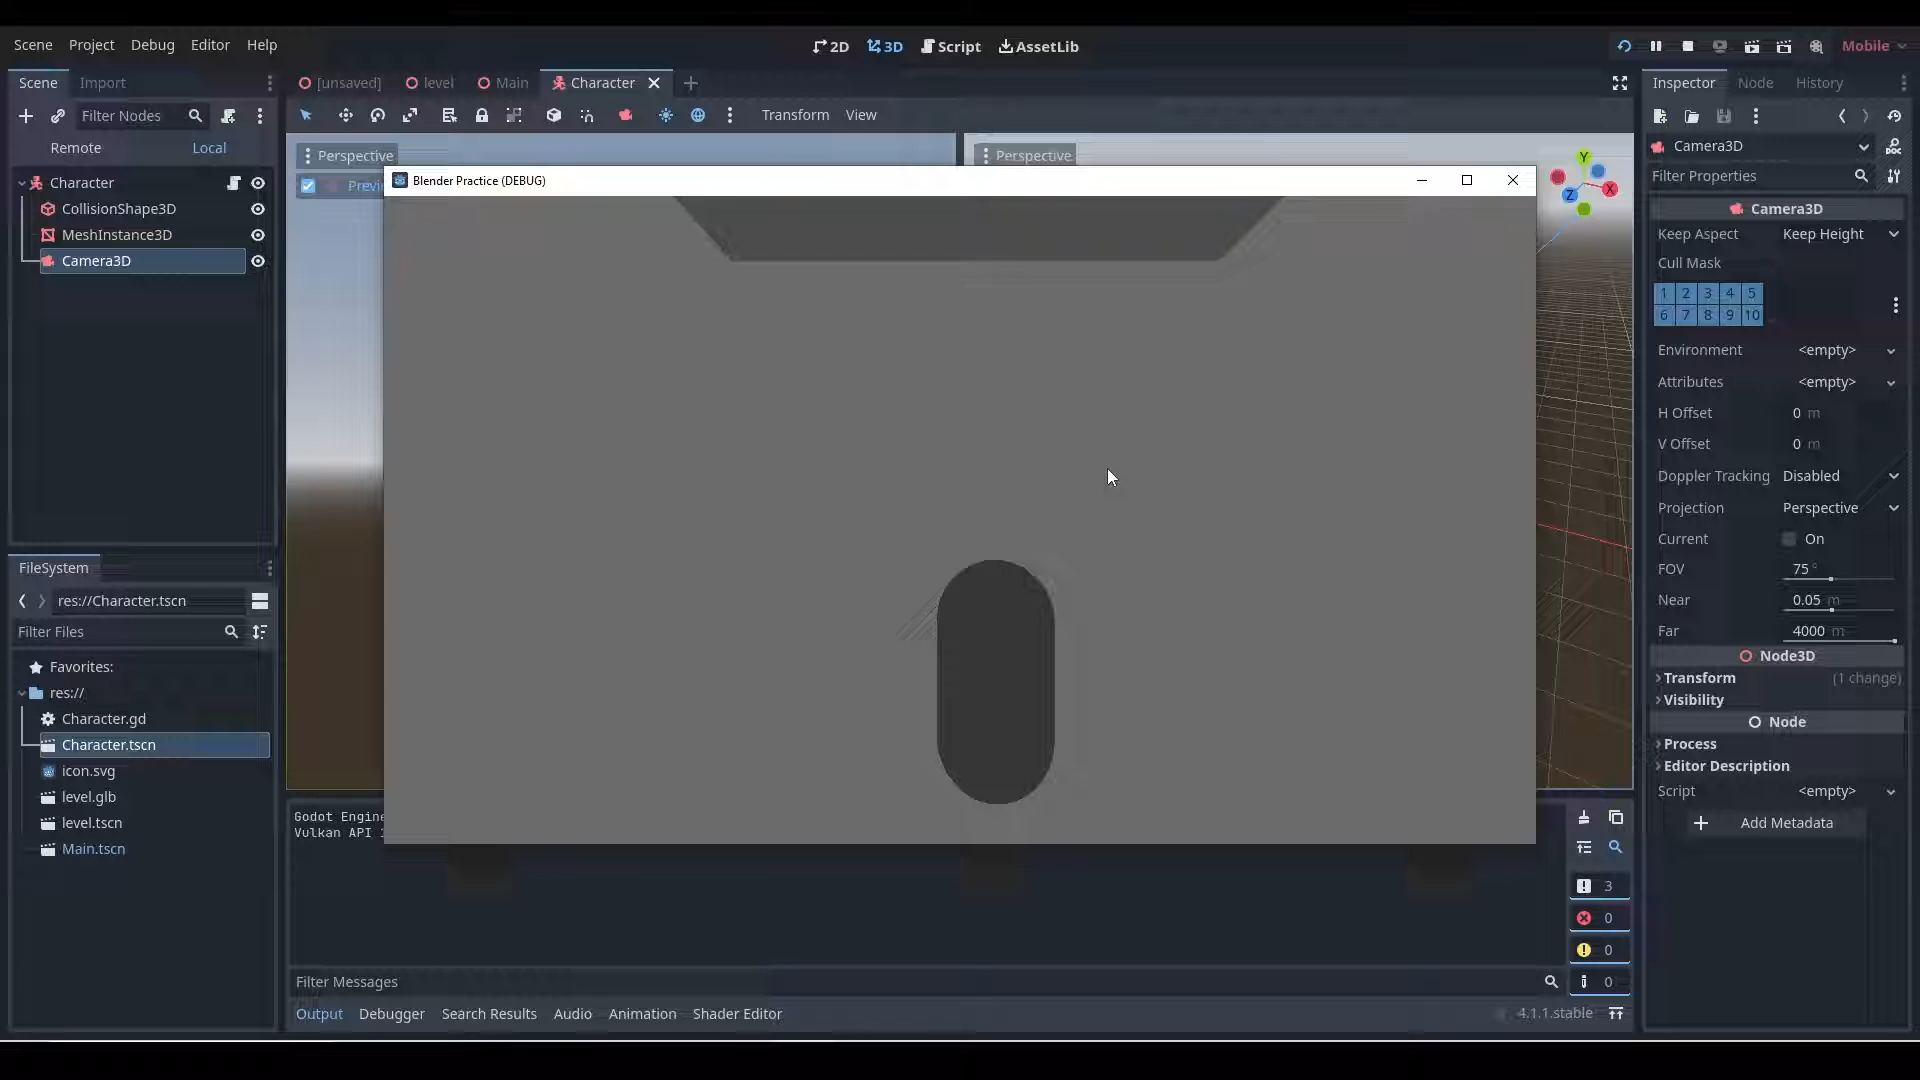 Scene Project Debug Editor Help
2D 3D Script AssetLib
Mobile
Scene Import
[unsaved] level Main Character
Inspector Node History
Filter Nodes
Transform View
Remote Local
Camera3D
Perspective Perspective
Filter Properties
Character
CollisionShape3D
MeshInstance3D
Camera3D
Blender Practice (DEBUG)
Y
X
Z
Camera3D
Keep Aspect Keep Height
Cull Mask
1 2 3 4 5
6 7 8 9 10
Environment <empty>
Attributes <empty>
H Offset 0 m
V Offset 0 m
Doppler Tracking Disabled
Projection Perspective
Current On
FOV 75 °
Near 0.05 m
Far 4000 m
Node3D
Transform (1 change)
Visibility
Node
Process
Editor Description
Script <empty>
Add Metadata
FileSystem
res://Character.tscn
Filter Files
Favorites:
res://
Character.gd
Character.tscn
icon.svg
level.glb
level.tscn
Main.tscn
Godot Engine
Vulkan API
3
0
0
0
Filter Messages
Output Debugger Search Results Audio Animation Shader Editor
4.1.1.stable